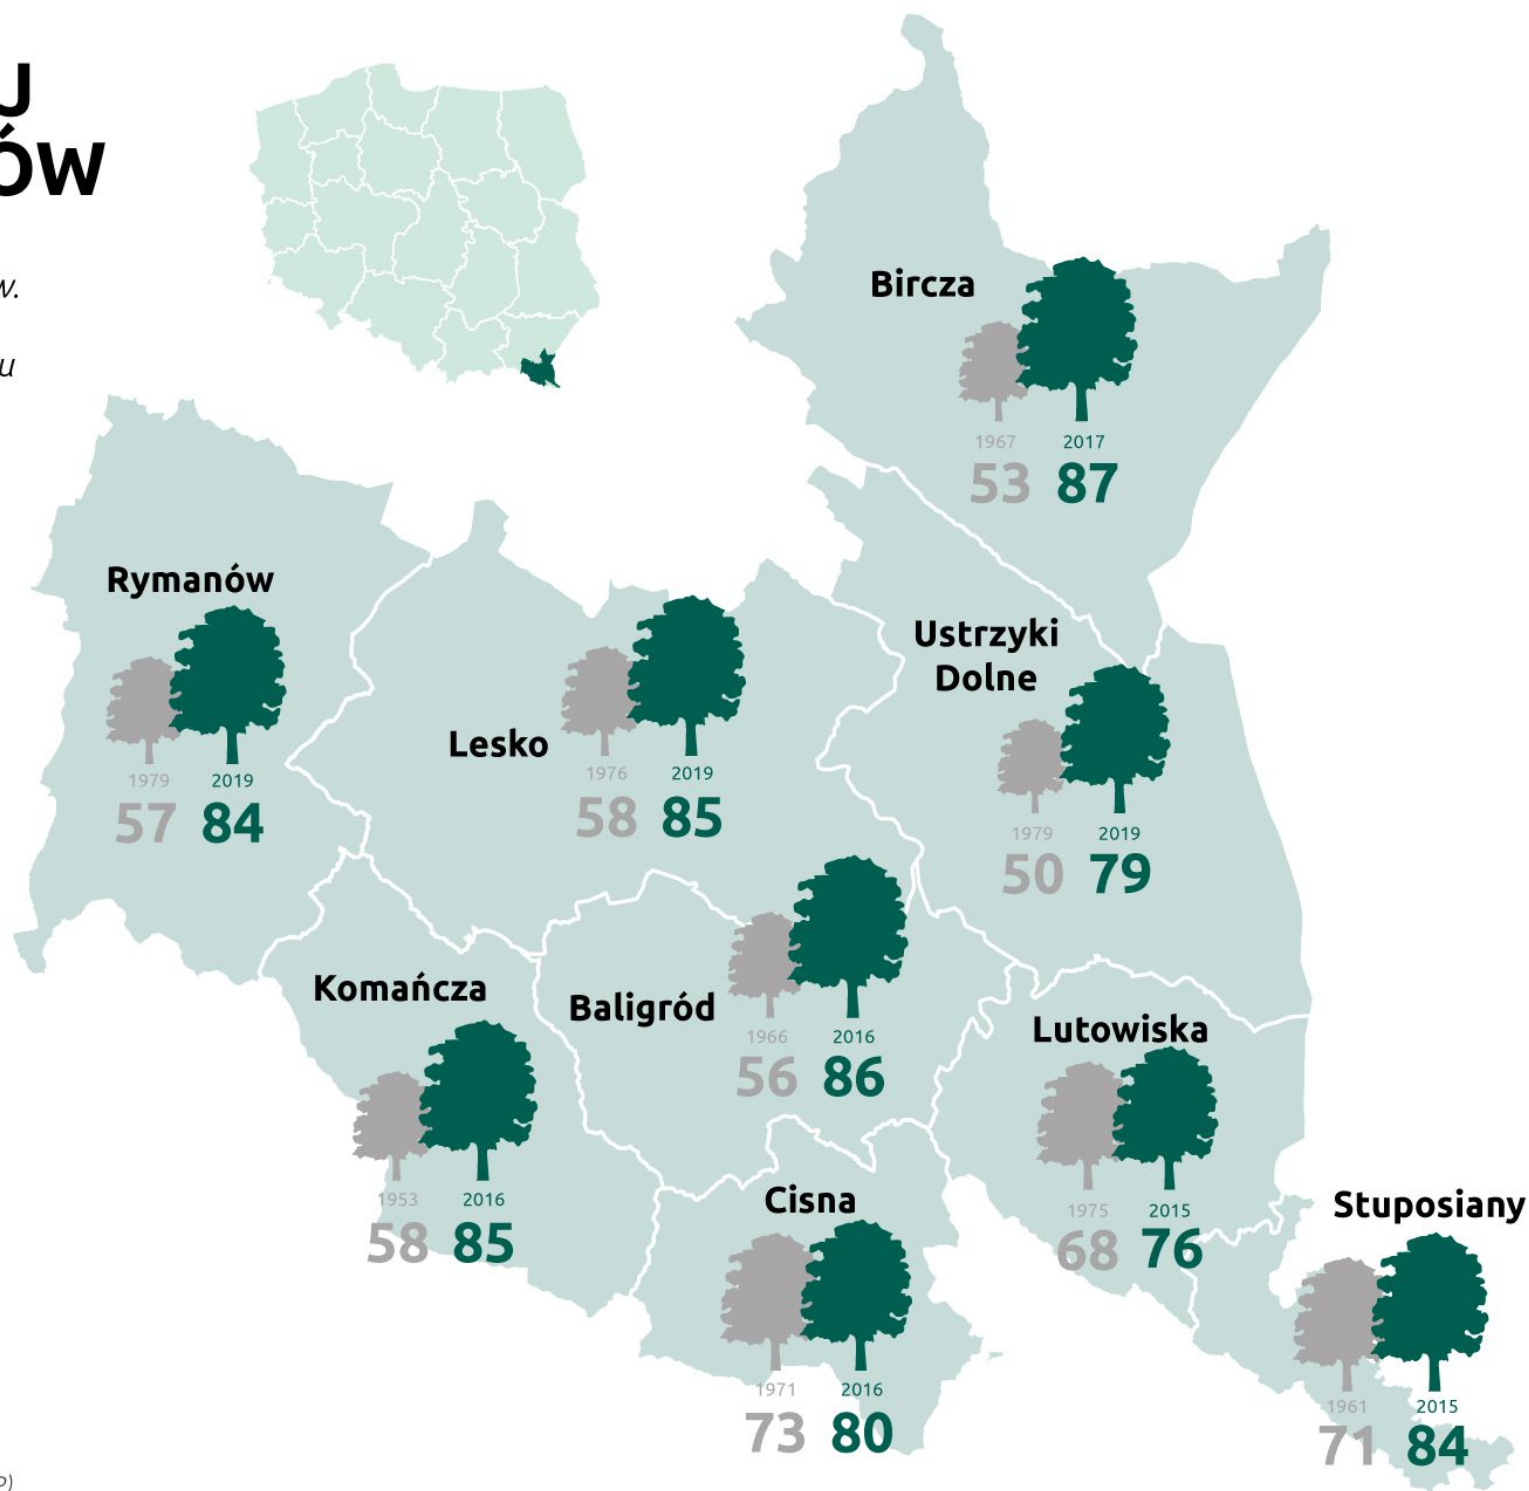 U
ÓW
w.
u
Bircza
1967 2017
53 87
Rymanów
1979 2019
57 84
Lesko
1976 2019
58 85
Ustrzyki
Dolne
1979 2019
50 79
Komańcza
1953 2016
58 85
Baligród
1966 2016
56 86
Lutowiska
1975 2015
68 76
Cisna
1971 2016
73 80
Stuposiany
1961 2015
71 84
P)